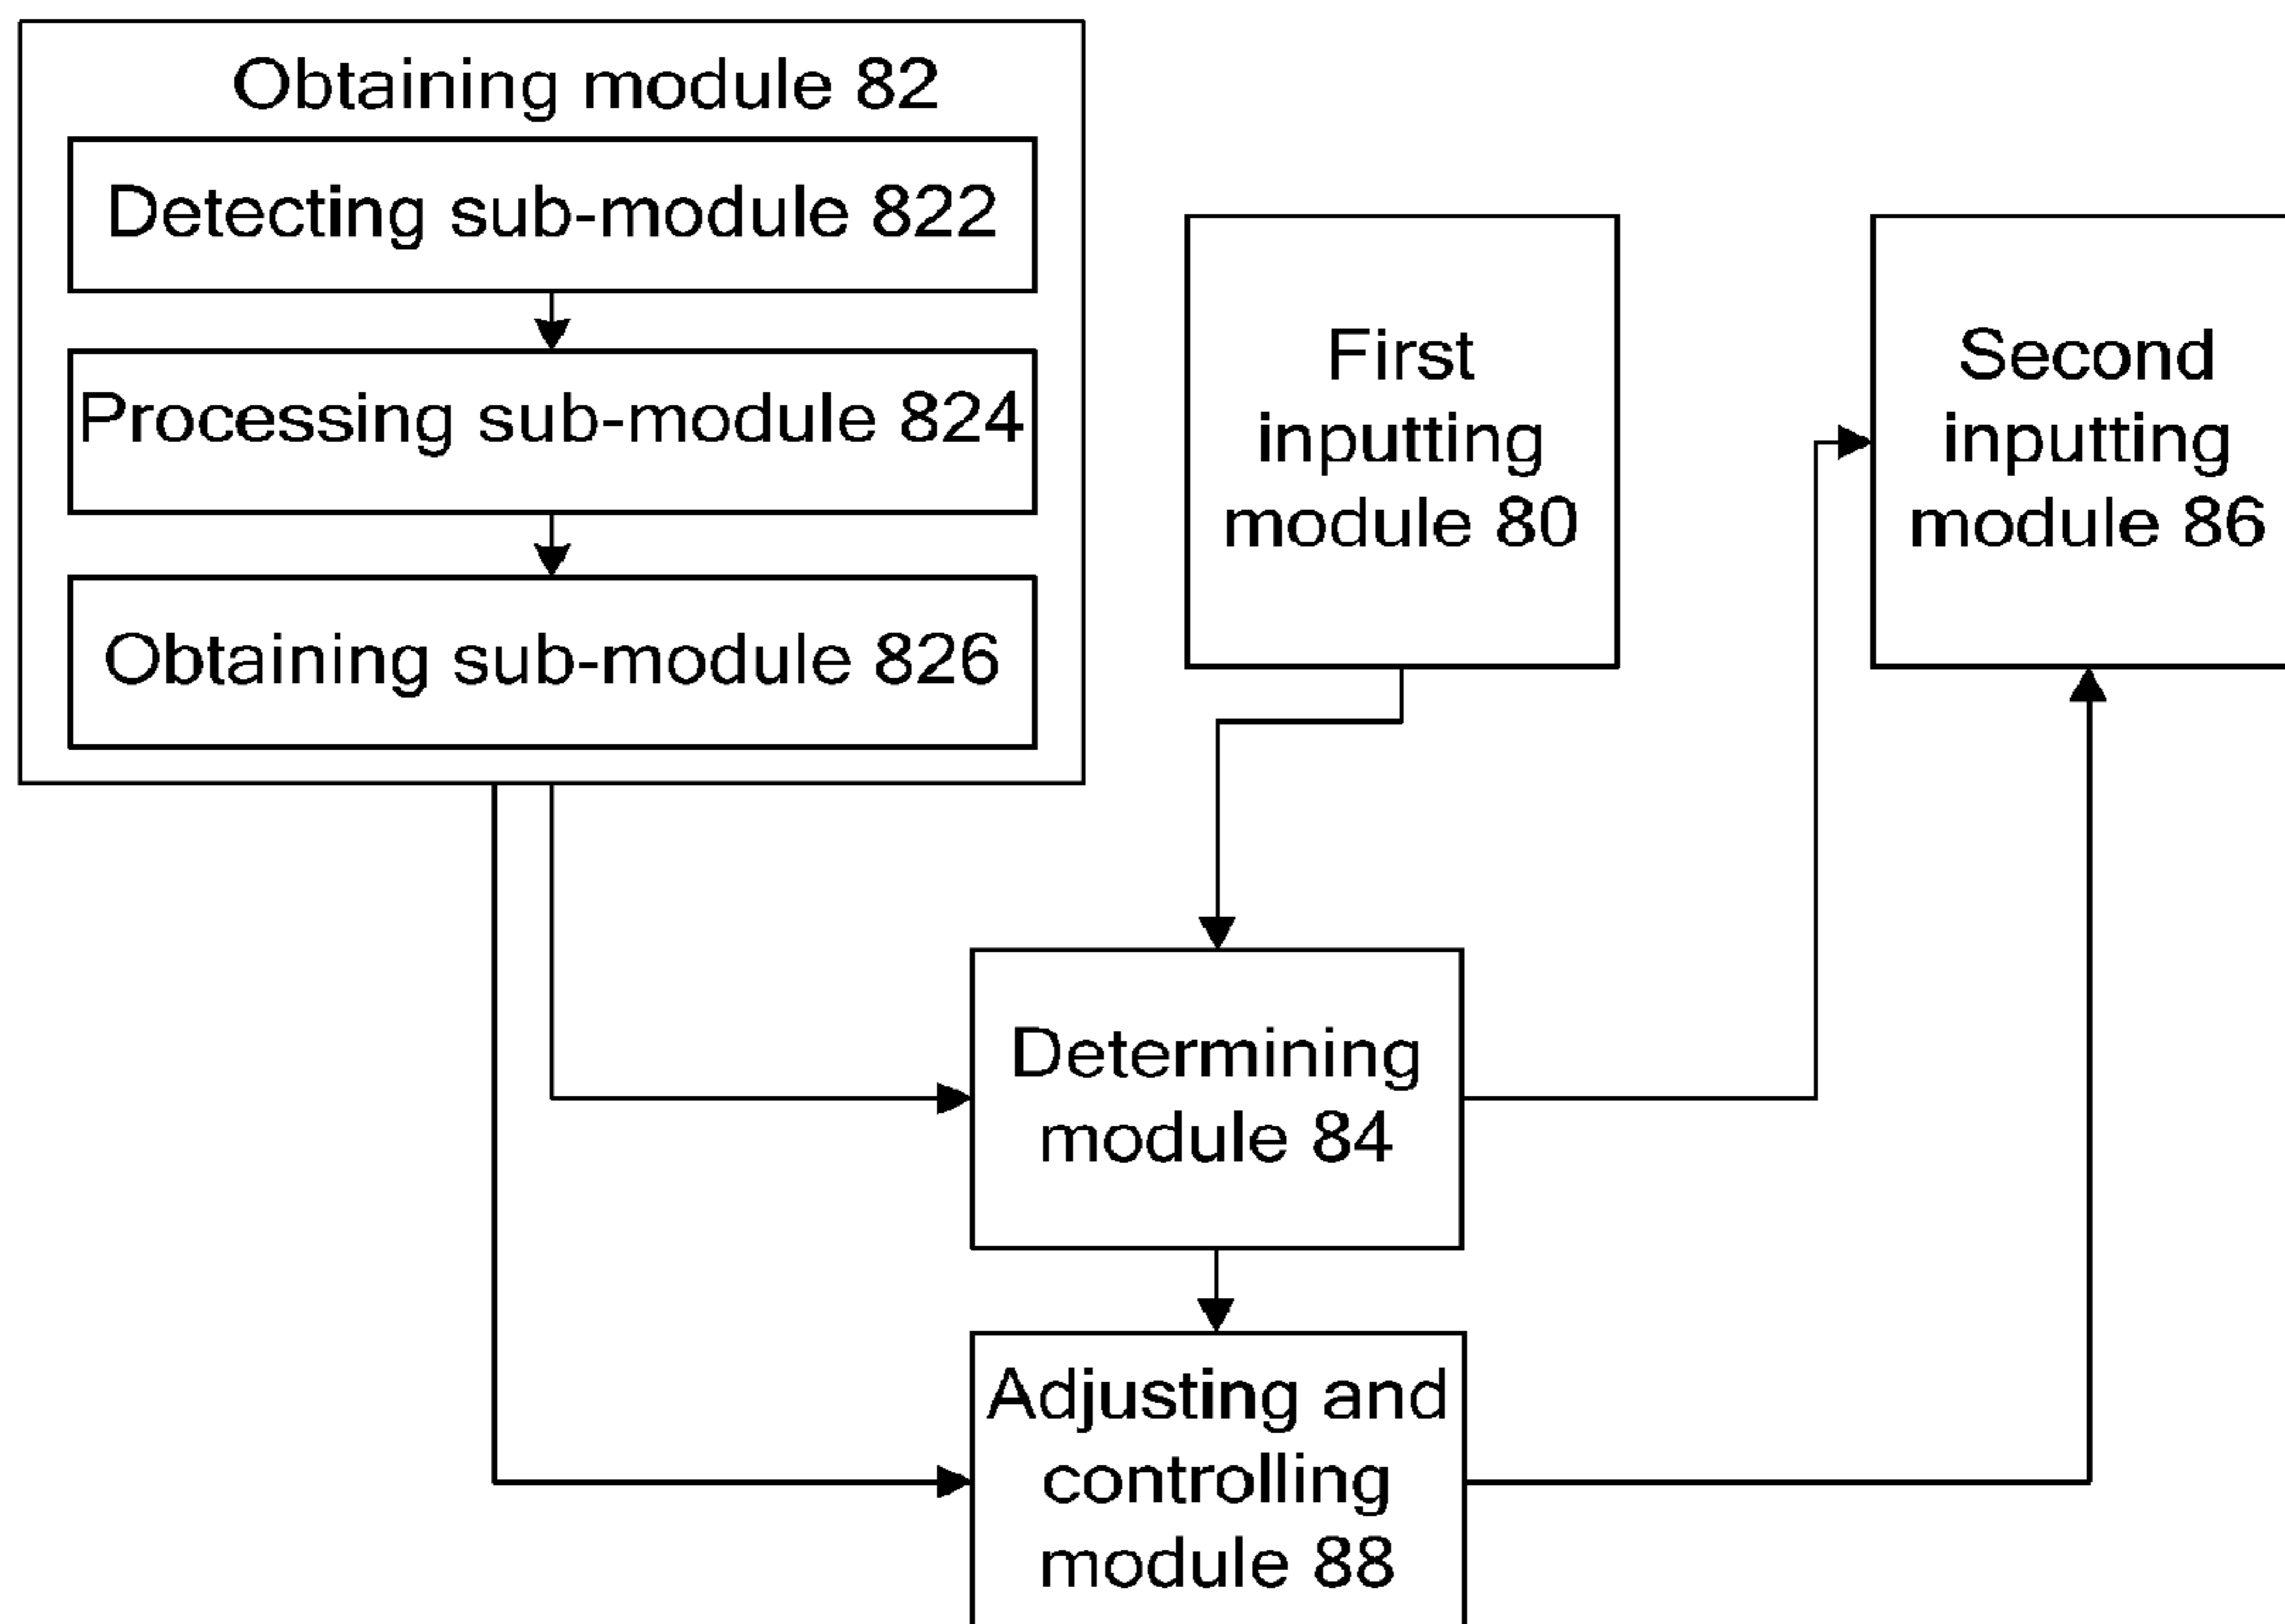 Obtaining module 82
Detecting sub-module 822
Processing sub-module 824
Obtaining sub-module 826
First
inputting
module 80
Second
inputting
module 86
Determining
module 84
Adjusting and
controlling
module 88